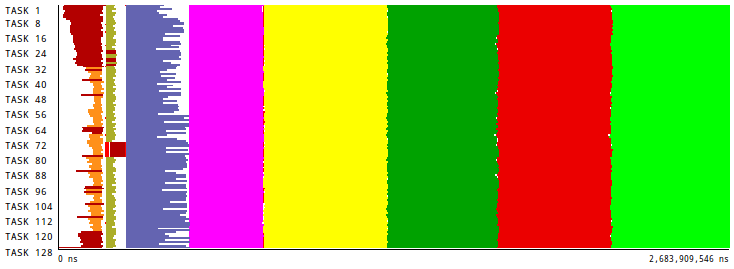 TASK 1
TASK 8
TASK 16
TASK 24
TASK 32
TASK 40
TASK 48
TASK 56
TASK 64
TASK 72
TASK 80
TASK 88
TASK 96
TASK 104
TASK 112
TASK 120
TASK 128
0 ns 2,683,909,546 ns